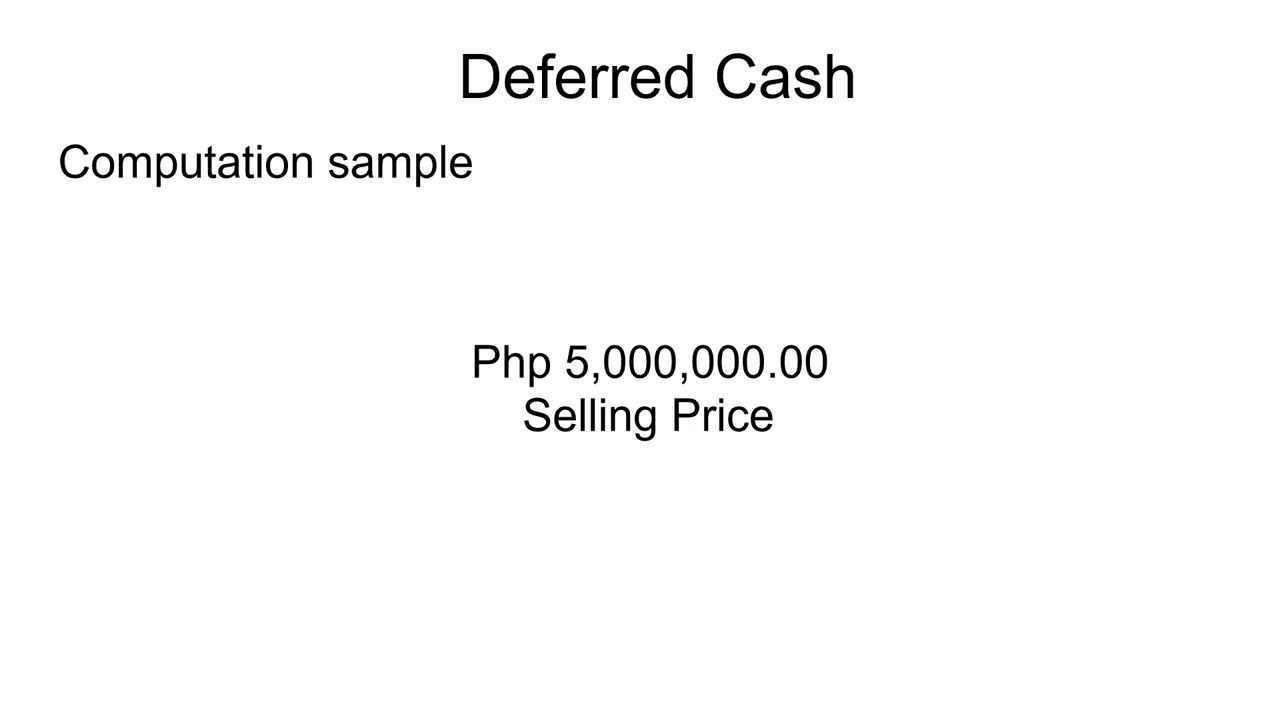 Deferred Cash
Computation sample
Php 5,000,000.00
Selling Price